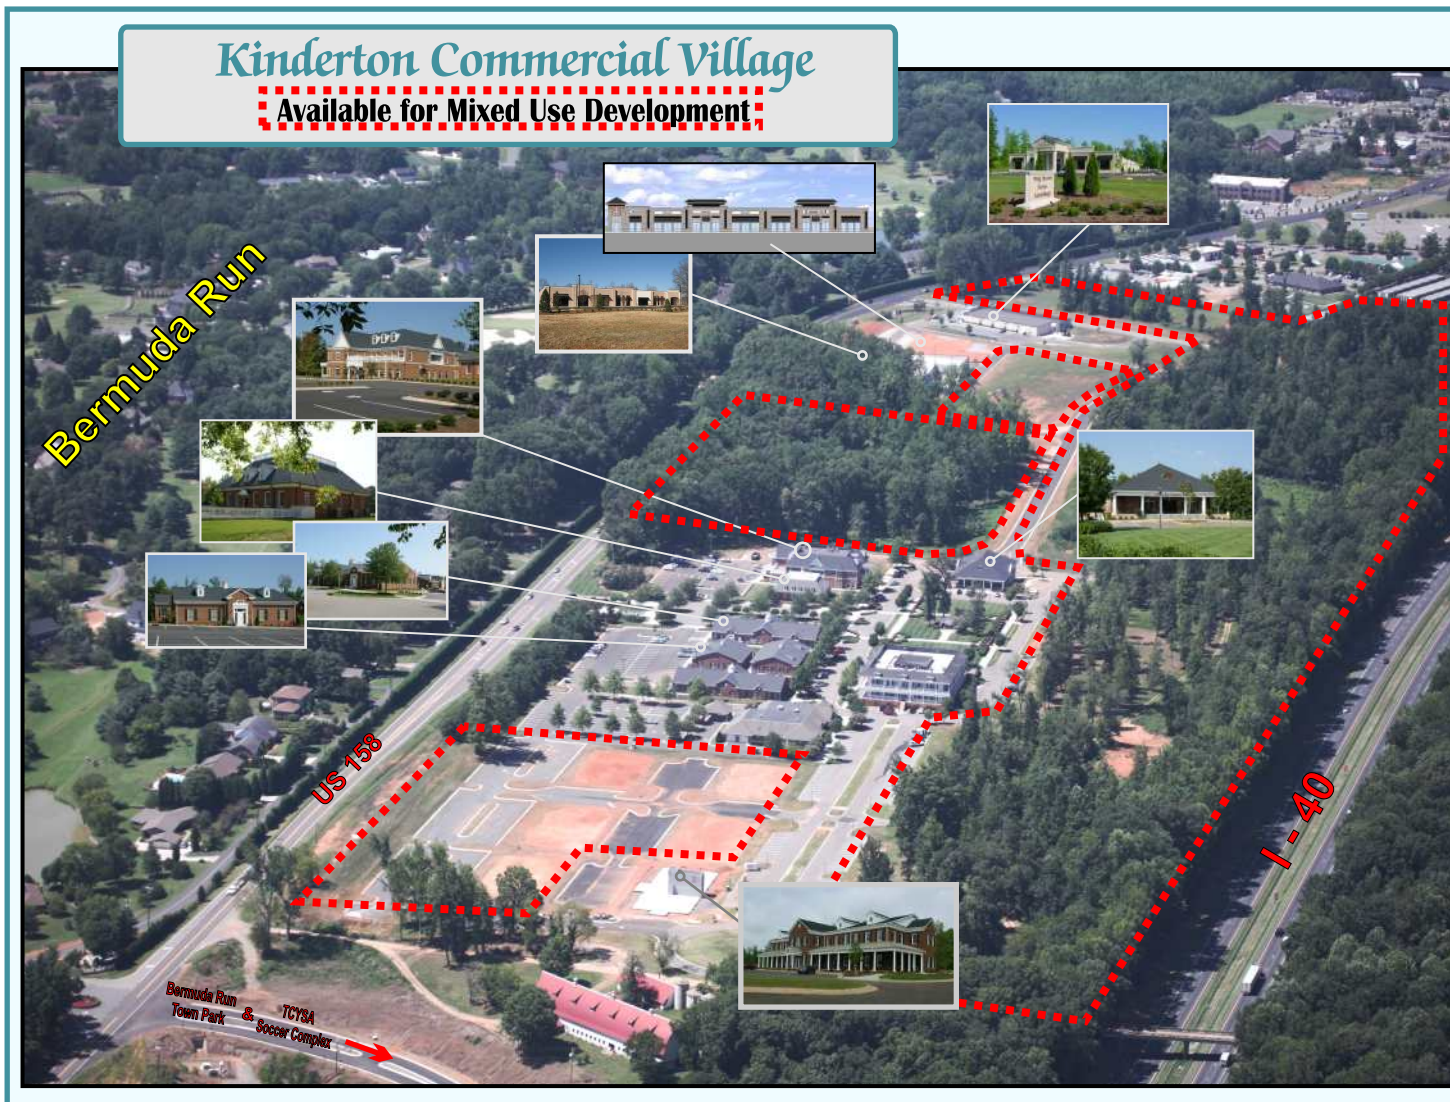 Kinderton Commercial Village
Available for Mixed Use Development
Bermuda Run
US 158
I - 40
Bermuda Run
Town Park
&
TCYSA
Soccer Complex